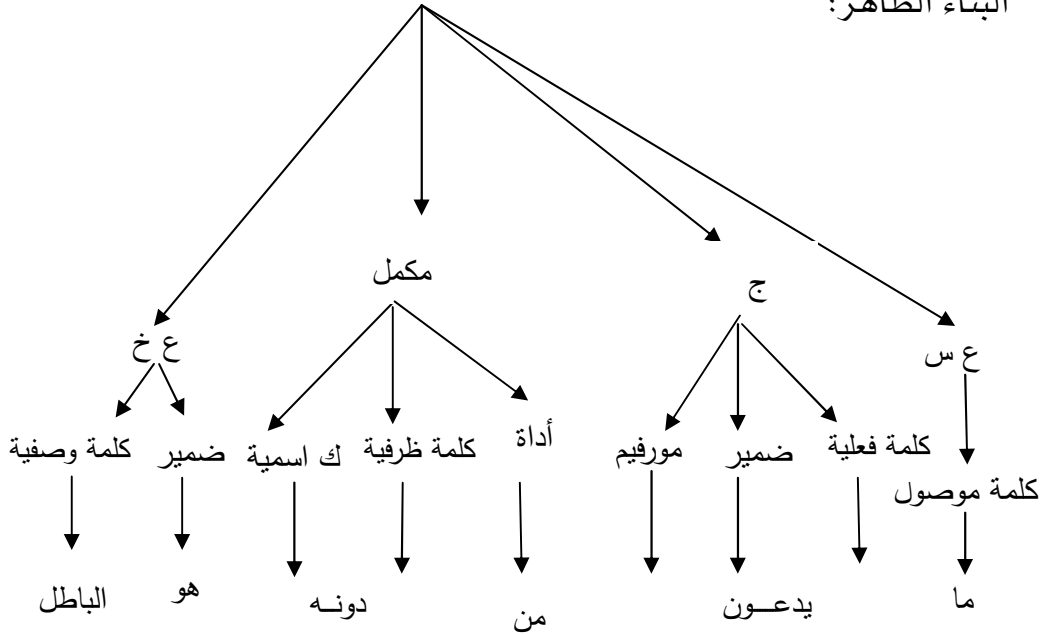 البناء الظاهر:
مكمل
ج
ع خ
ع س
كلمة فعلية ضمير مورفيم أداة كلمة ظرفية ك اسمية ضمير كلمة وصفية
كلمة موصول
ما يدعــون من دونــه هو الباطل